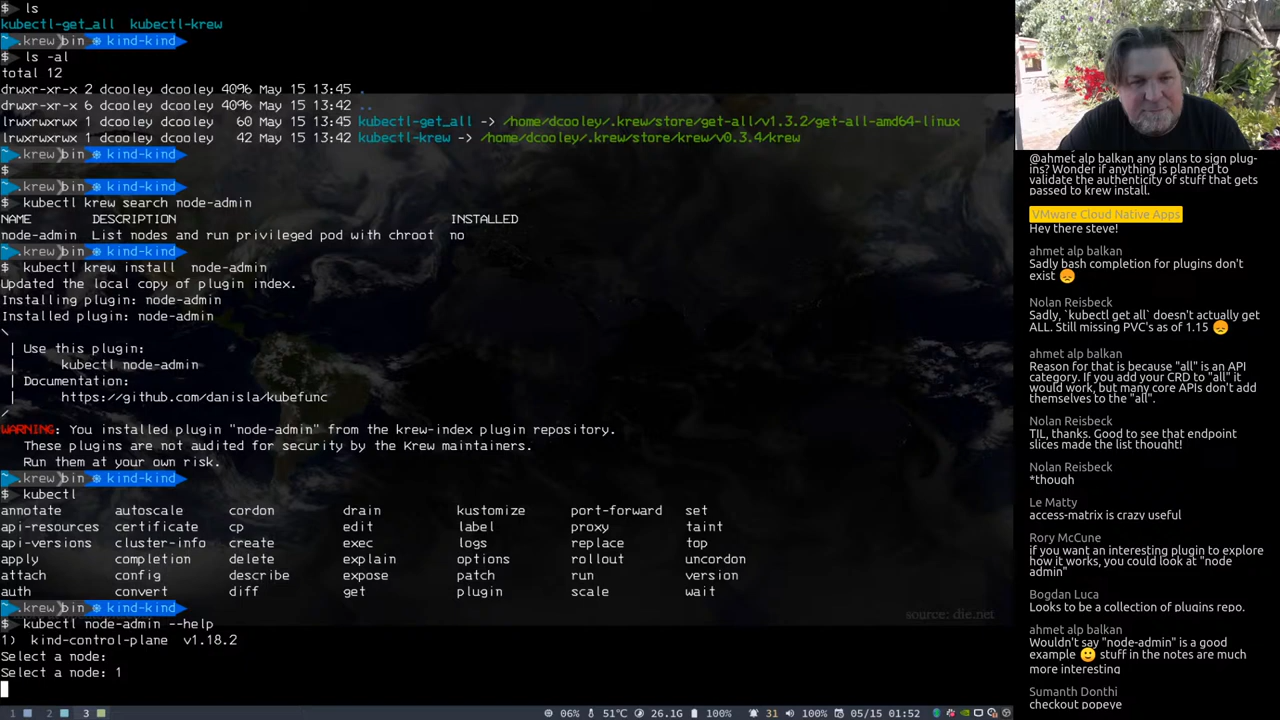 $ ls
kubectl-get_all kubectl-krew
~ .krew bin ⎈ kind-kind
$ ls -al
total 12
drwxr-xr-x 2 dcooley dcooley 4096 May 15 13:45 .
drwxr-xr-x 6 dcooley dcooley 4096 May 15 13:42 ..
lrwxrwxrwx 1 dcooley dcooley 60 May 15 13:45 kubectl-get_all -> /home/dcooley/.krew/store/get-all/v1.3.2/get-all-amd64-linux
lrwxrwxrwx 1 dcooley dcooley 42 May 15 13:42 kubectl-krew -> /home/dcooley/.krew/store/krew/v0.3.4/krew
~ .krew bin ⎈ kind-kind
$
~ .krew bin ⎈ kind-kind
$ kubectl krew search node-admin
NAME DESCRIPTION INSTALLED
node-admin List nodes and run privileged pod with chroot no
~ .krew bin ⎈ kind-kind
$ kubectl krew install node-admin
Updated the local copy of plugin index.
Installing plugin: node-admin
Installed plugin: node-admin
\
| Use this plugin:
| kubectl node-admin
| Documentation:
| https://github.com/danisla/kubefunc
/
WARNING: You installed plugin "node-admin" from the krew-index plugin repository.
These plugins are not audited for security by the Krew maintainers.
Run them at your own risk.
~ .krew bin ⎈ kind-kind
$ kubectl
annotate autoscale cordon drain kustomize port-forward set
api-resources certificate cp edit label proxy taint
api-versions cluster-info create exec logs replace top
apply completion delete explain options rollout uncordon
attach config describe expose patch run version
auth convert diff get plugin scale wait
~ .krew bin ⎈ kind-kind
$ kubectl node-admin --help
1) kind-control-plane v1.18.2
Select a node:
Select a node: 1
source: die.net
1 2 3 06% 51°C 26.1G 100% 31 100% 05/15 01:52
@ahmet alp balkan any plans to sign plug-
ins? Wonder if anything is planned to
validate the authenticity of stuff that gets
passed to krew install.
VMware Cloud Native Apps
Hey there steve!
ahmet alp balkan
Sadly bash completion for plugins don't
exist 😞
Nolan Reisbeck
Sadly, `kubectl get all` doesn't actually get
ALL. Still missing PVC's as of 1.15 😞
ahmet alp balkan
Reason for that is because "all" is an API
category. If you add your CRD to "all" it
would work, but many core APIs don't add
themselves to the "all".
Nolan Reisbeck
TIL, thanks. Good to see that endpoint
slices made the list thought!
Nolan Reisbeck
*though
Le Matty
access-matrix is crazy useful
Rory McCune
if you want an interesting plugin to explore
how it works, you could look at "node
admin"
Bogdan Luca
Looks to be a collection of plugins repo.
ahmet alp balkan
Wouldn't say "node-admin" is a good
example 🙂 stuff in the notes are much
more interesting
Sumanth Donthi
checkout popeye